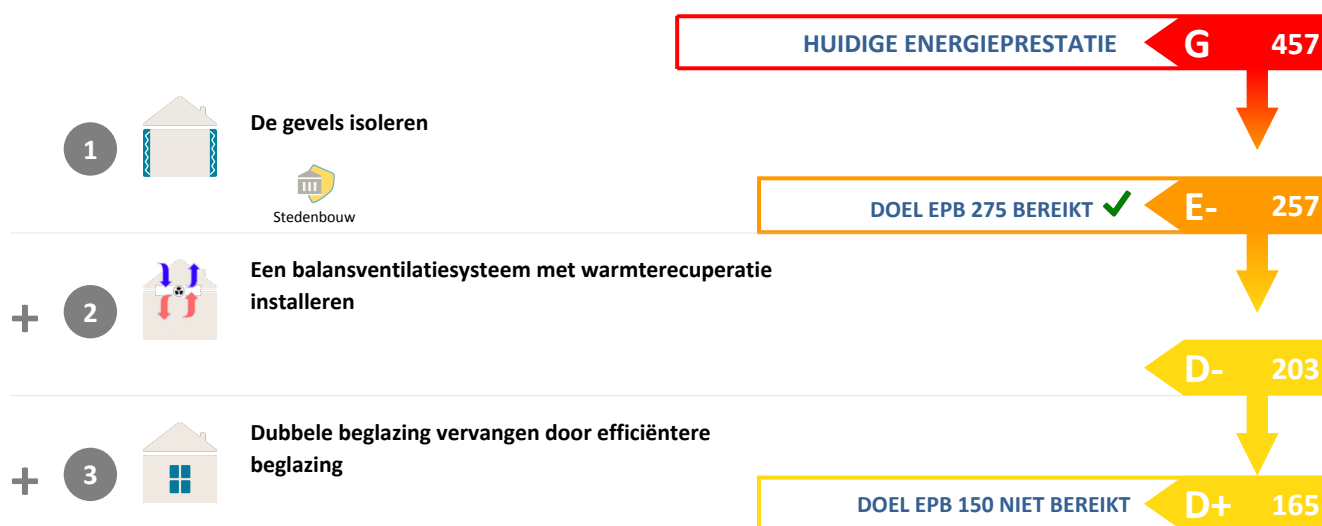 HUIDIGE ENERGIEPRESTATIE G 457
1 De gevels isoleren
Stedenbouw
DOEL EPB 275 BEREIKT ✓ E- 257
Een balansventilatiesysteem met warmterecuperatie
+ 2 installeren
D- 203
Dubbele beglazing vervangen door efficiëntere
+ 3 beglazing
DOEL EPB 150 NIET BEREIKT D+ 165